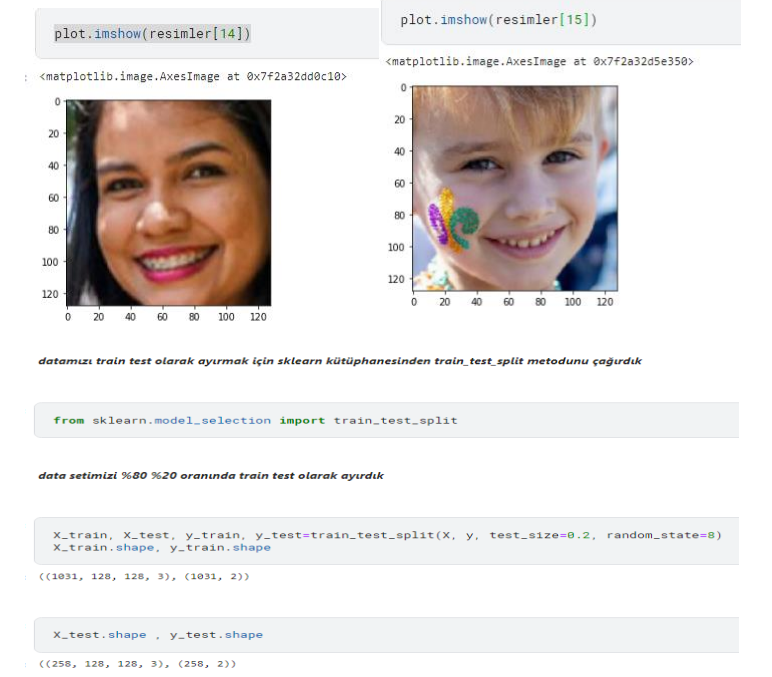 plot.imshow(resimler[14])
<matplotlib.image.AxesImage at 0x7f2a32dd0c10>
0
20
40
60
80
100
120
0 20 40 60 80 100 120
plot.imshow(resimler[15])
<matplotlib.image.AxesImage at 0x7f2a32d5e350>
0
20
40
60
80
100
120
0 20 40 60 80 100 120
datamızı train test olarak ayırmak için sklearn kütüphanesinden train_test_split metodunu çağırdık
from sklearn.model_selection import train_test_split
data setimizi %80 %20 oranında train test olarak ayırdık
X_train, X_test, y_train, y_test=train_test_split(X, y, test_size=0.2, random_state=8)
X_train.shape, y_train.shape
((1031, 128, 128, 3), (1031, 2))
X_test.shape , y_test.shape
((258, 128, 128, 3), (258, 2))